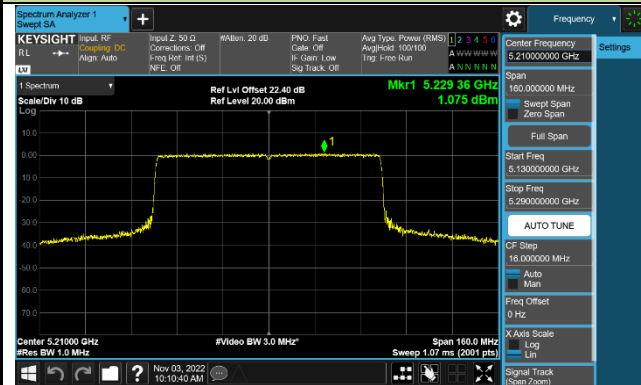 Spectrum Analyzer 1
Swept SA
+
Frequency
KEYSIGHT
RL
LXI
Input: RF
Coupling: DC
Align: Auto
Input Z: 50 Ω
Corrections: Off
Freq Ref: Int (S)
NFE: Off
#Atten: 20 dB
PNO: Fast
Gate: Off
IF Gain: Low
Sig Track: Off
Avg Type: Power (RMS)
Avg|Hold: 100/100
Trig: Free Run
1 2 3 4 5 6
A W W W W W
A N N N N N
1 Spectrum
Scale/Div 10 dB
Ref Lvl Offset 22.40 dB
Ref Level 20.00 dBm
Mkr1 5.229 36 GHz
1.075 dBm
Log
1
10.0
0.00
10.0
20.0
-30.0
40.0
-50.0
-60.0
70.0
Center 5.21000 GHz
#Res BW 1.0 MHz
#Video BW 3.0 MHz*
Span 160.0 MHz
Sweep 1.07 ms (2001 pts)
?
Nov 03, 2022
10:10:40 AM
Center Frequency
5.210000000 GHz
Settings
Span
160.000000 MHz
Swept Span
Zero Span
Full Span
Start Freq
5.130000000 GHz
Stop Freq
5.290000000 GHz
AUTO TUNE
CF Step
16.000000 MHz
Auto
Man
Freq Offset
0 Hz
X Axis Scale
Log
Lin
Signal Track
(Span Zoom)